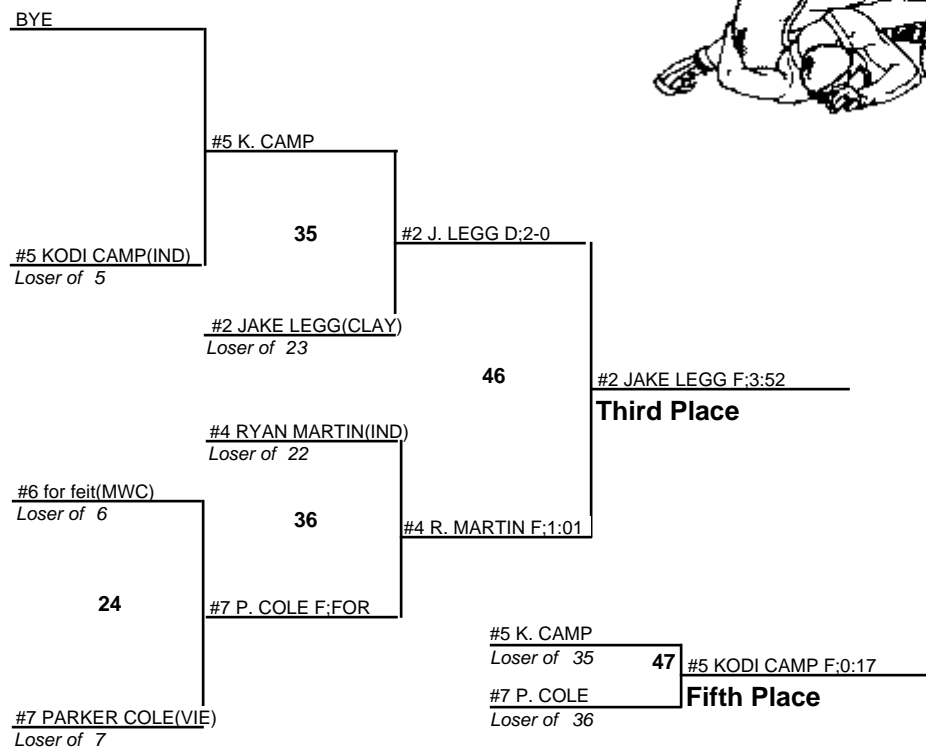 BYE
#5 K. CAMP
35
#2 J. LEGG D;2-0
#5 KODI CAMP(IND)
Loser of 5
#2 JAKE LEGG(CLAY)
Loser of 23
46
#2 JAKE LEGG F;3:52
Third Place
#4 RYAN MARTIN(IND)
Loser of 22
#6 for feit(MWC)
Loser of 6
36
#4 R. MARTIN F;1:01
24
#7 P. COLE F;FOR
#5 K. CAMP
Loser of 35
47
#5 KODI CAMP F;0:17
Fifth Place
#7 P. COLE
Loser of 36
#7 PARKER COLE(VIE)
Loser of 7